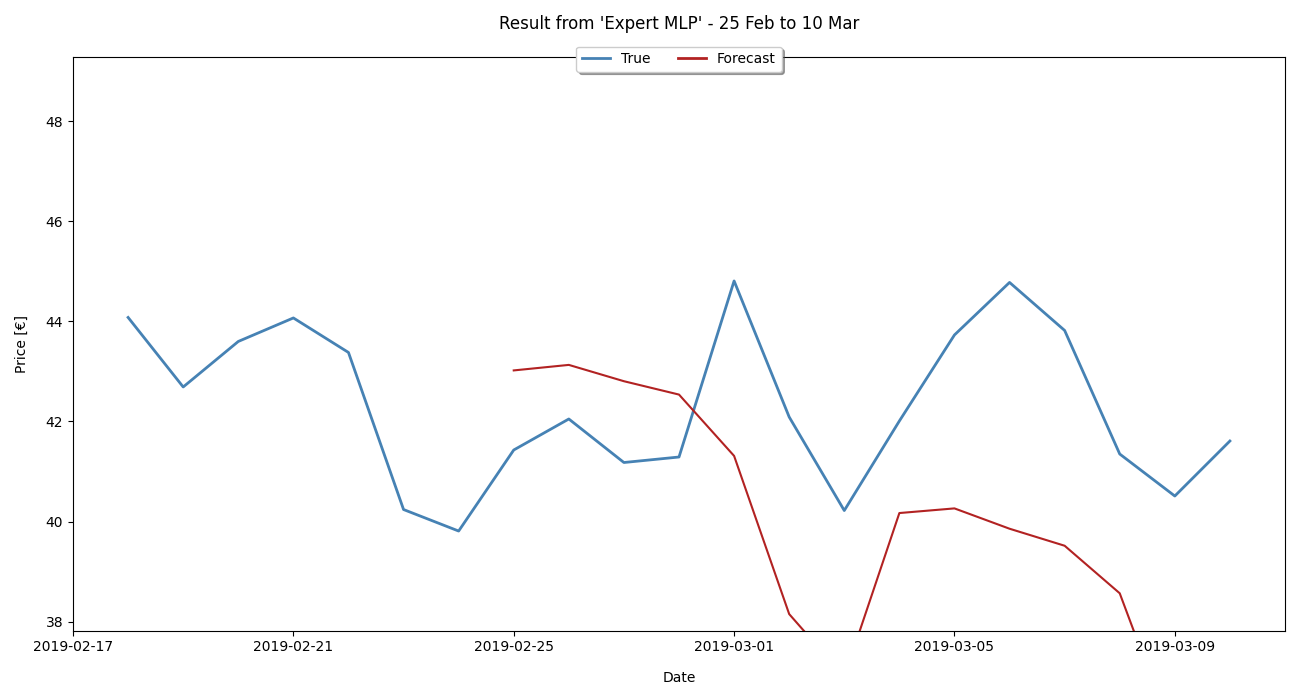 Result from 'Expert MLP' - 25 Feb to 10 Mar
True Forecast
48
46
44
42
40
38
Price [€]
2019-02-17 2019-02-21 2019-02-25 2019-03-01 2019-03-05 2019-03-09
Date